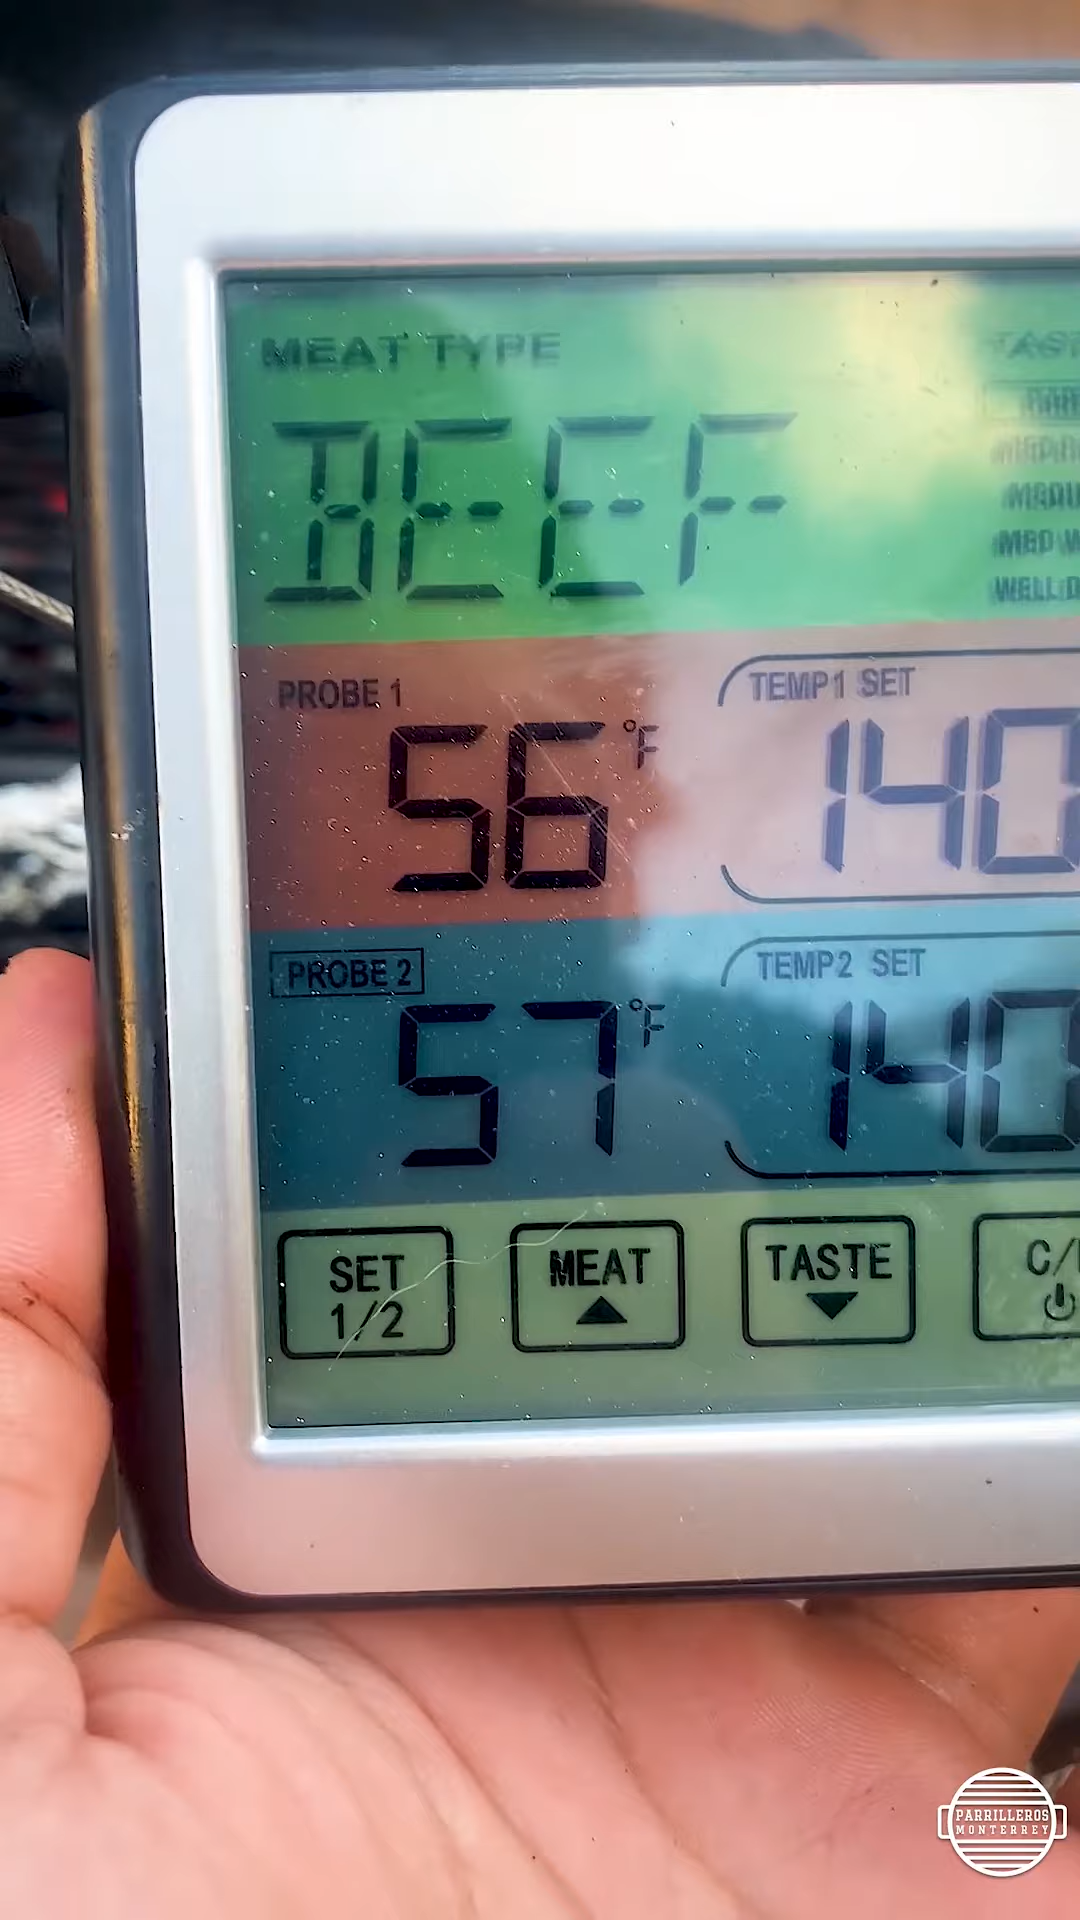 MEAT TYPE
BEEF
PROBE 1
56 °F
TEMP1 SET
140
PROBE 2
57 °F
TEMP2 SET
140
SET
1/2
MEAT
TASTE
PARRILLEROS
MONTERREY